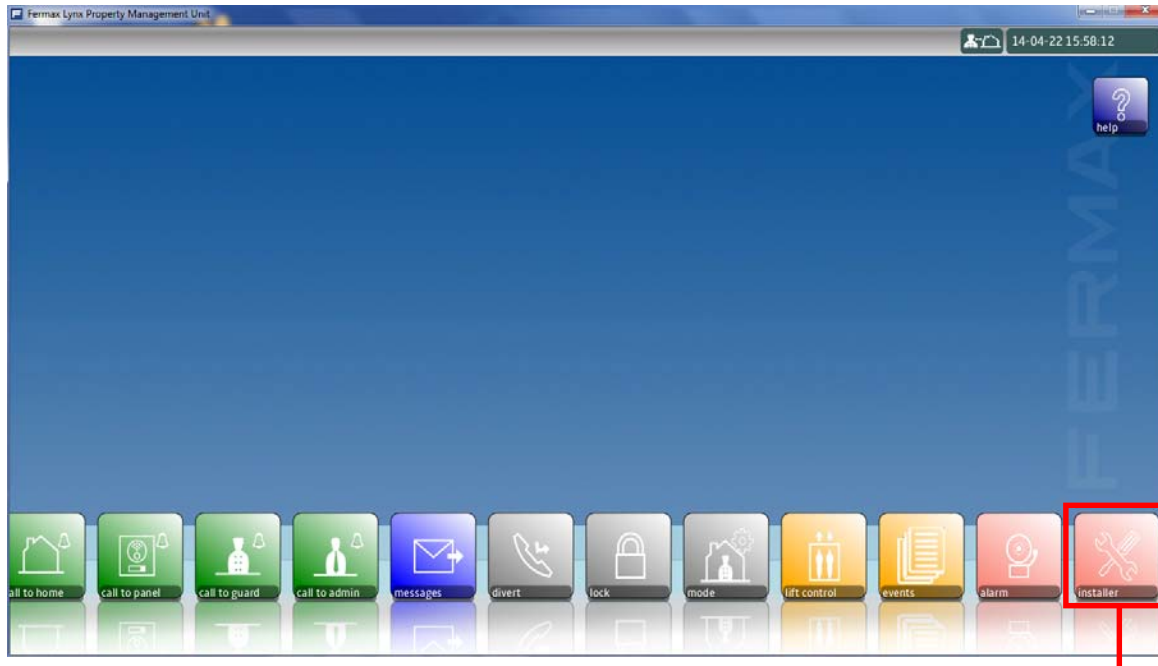 Fermax Lynx Property Management Unit
14-04-22 15:58:12
help
FERMAX
all to home
call to panel
call to guard
call to admin
messages
divert
lock
mode
lift control
events
alarm
installer